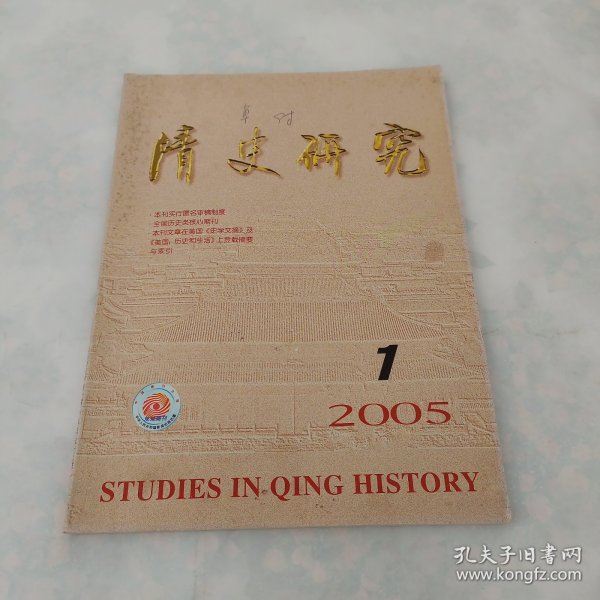 清史研究
·本刊实行匿名审稿制度
·全国历史类核心期刊
·本刊文章在美国《史学文摘》及
《美国：历史和生活》上登载摘要
与索引
1
2005
STUDIES IN QING HISTORY
孔夫子旧书网
www.kongfz.com